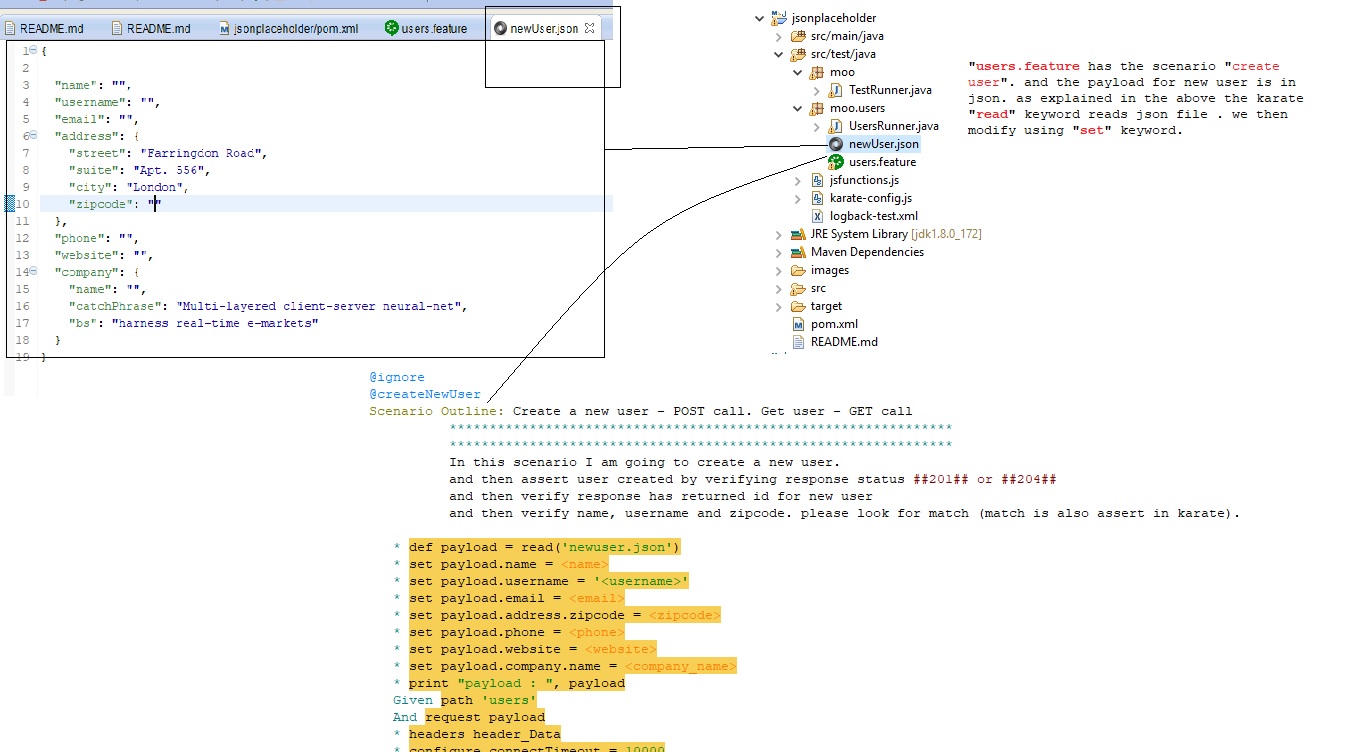 README.md README.md jsonplaceholder/pom.xml users.feature newUser.json
1 {
2
3 "name": "",
4 "username": "",
5 "email": "",
6 "address": {
7 "street": "Farringdon Road",
8 "suite": "Apt. 556",
9 "city": "London",
10 "zipcode": ""
11 },
12 "phone": "",
13 "website": "",
14 "company": {
15 "name": "",
16 "catchPhrase": "Multi-layered client-server neural-net",
17 "bs": "harness real-time e-markets"
18 }
19 }
jsonplaceholder
src/main/java
src/test/java
moo
TestRunner.java
moo.users
UsersRunner.java
newUser.json
users.feature
jsfunctions.js
karate-config.js
logback-test.xml
JRE System Library [jdk1.8.0_172]
Maven Dependencies
images
src
target
pom.xml
README.md
"users.feature has the scenario "create
user". and the payload for new user is in
json. as explained in the above the karate
"read" keyword reads json file . we then
modify using "set" keyword.
@ignore
@createNewUser
Scenario Outline: Create a new user - POST call. Get user - GET call
***************************************************************
***************************************************************
In this scenario I am going to create a new user.
and then assert user created by verifying response status ##201## or ##204##
and then verify response has returned id for new user
and then verify name, username and zipcode. please look for match (match is also assert in karate).
* def payload = read('newuser.json')
* set payload.name = <name>
* set payload.username = '<username>'
* set payload.email = <email>
* set payload.address.zipcode = <zipcode>
* set payload.phone = <phone>
* set payload.website = <website>
* set payload.company.name = <company_name>
* print "payload : ", payload
Given path 'users'
And request payload
* headers header_Data
* configure connectTimeout = 10000